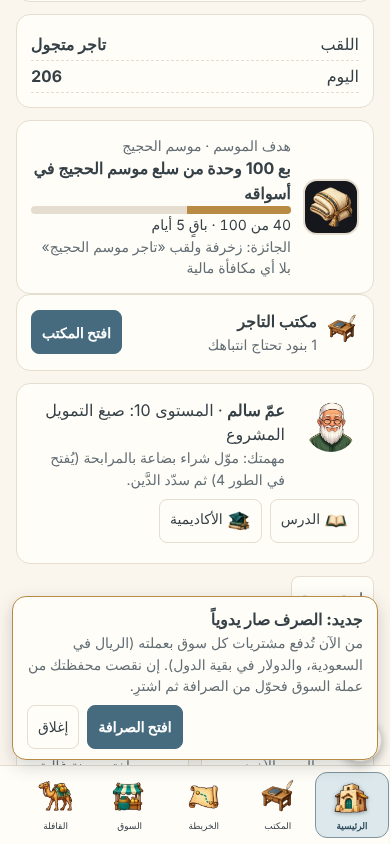 اللقب تاجر متجول
اليوم 206
هدف الموسم · موسم الحجيج
بع 100 وحدة من سلع موسم الحجيج في
أسواقه
40 من 100 · باقٍ 5 أيام
الجائزة: زخرفة ولقب «تاجر موسم الحجيج»
بلا أي مكافأة مالية
مكتب التاجر
1 بنود تحتاج انتباهك
افتح المكتب
عمّ سالم · المستوى 10: صيغ التمويل
المشروع
مهمتك: موّل شراء بضاعة بالمرابحة (يُفتح
في الطور 4) ثم سدّد الدَّين.
الدرس
الأكاديمية
جديد: الصرف صار يدوياً
من الآن تُدفع مشتريات كل سوق بعملته (الريال في
السعودية، والدولار في بقية الدول). إن نقصت محفظتك من
عملة السوق فحوّل من الصرافة ثم اشترِ.
افتح الصرافة
إغلاق
الرئيسية
المكتب
الخريطة
السوق
القافلة